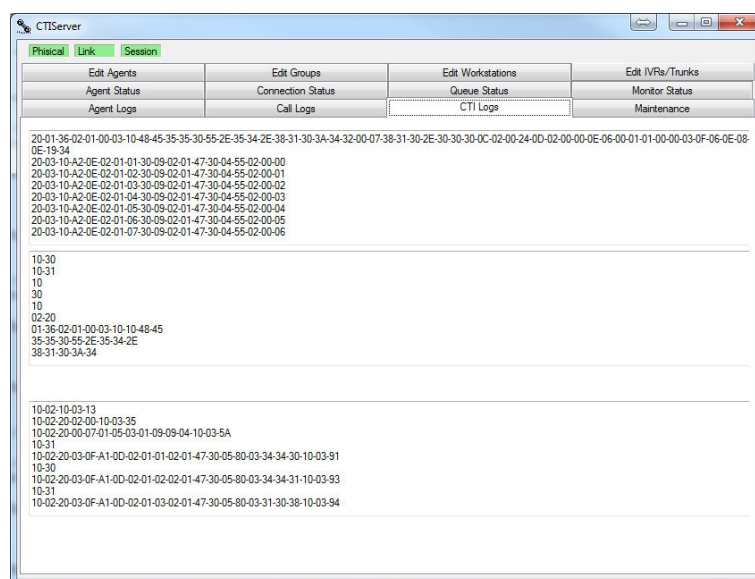 CTIServer
Phisical Link Session
Edit Agents Edit Groups Edit Workstations Edit IVRs/Trunks
Agent Status Connection Status Queue Status Monitor Status
Agent Logs Call Logs CTI Logs Maintenance
20-01-36-02-01-00-03-10-48-45-35-35-30-55-2E-35-34-2E-38-31-30-3A-34-32-00-07-38-31-30-2E-30-30-30-0C-02-00-24-0D-02-00-00-0E-06-00-01-01-00-00-03-0F-06-0E-08-
0E-19-34
20-03-10-A2-0E-02-01-01-30-09-02-01-47-30-04-55-02-00-00
20-03-10-A2-0E-02-01-02-30-09-02-01-47-30-04-55-02-00-01
20-03-10-A2-0E-02-01-03-30-09-02-01-47-30-04-55-02-00-02
20-03-10-A2-0E-02-01-04-30-09-02-01-47-30-04-55-02-00-03
20-03-10-A2-0E-02-01-05-30-09-02-01-47-30-04-55-02-00-04
20-03-10-A2-0E-02-01-06-30-09-02-01-47-30-04-55-02-00-05
20-03-10-A2-0E-02-01-07-30-09-02-01-47-30-04-55-02-00-06
10-30
10-31
10
30
10
02-20
01-36-02-01-00-03-10-10-48-45
35-35-30-55-2E-35-34-2E
38-31-30-3A-34
10-02-10-03-13
10-02-20-02-00-10-03-35
10-02-20-00-07-01-05-03-01-09-09-04-10-03-5A
10-31
10-02-20-03-0F-A1-0D-02-01-01-02-01-47-30-05-80-03-34-34-30-10-03-91
10-30
10-02-20-03-0F-A1-0D-02-01-02-02-01-47-30-05-80-03-34-34-31-10-03-93
10-31
10-02-20-03-0F-A1-0D-02-01-03-02-01-47-30-05-80-03-31-30-38-10-03-94